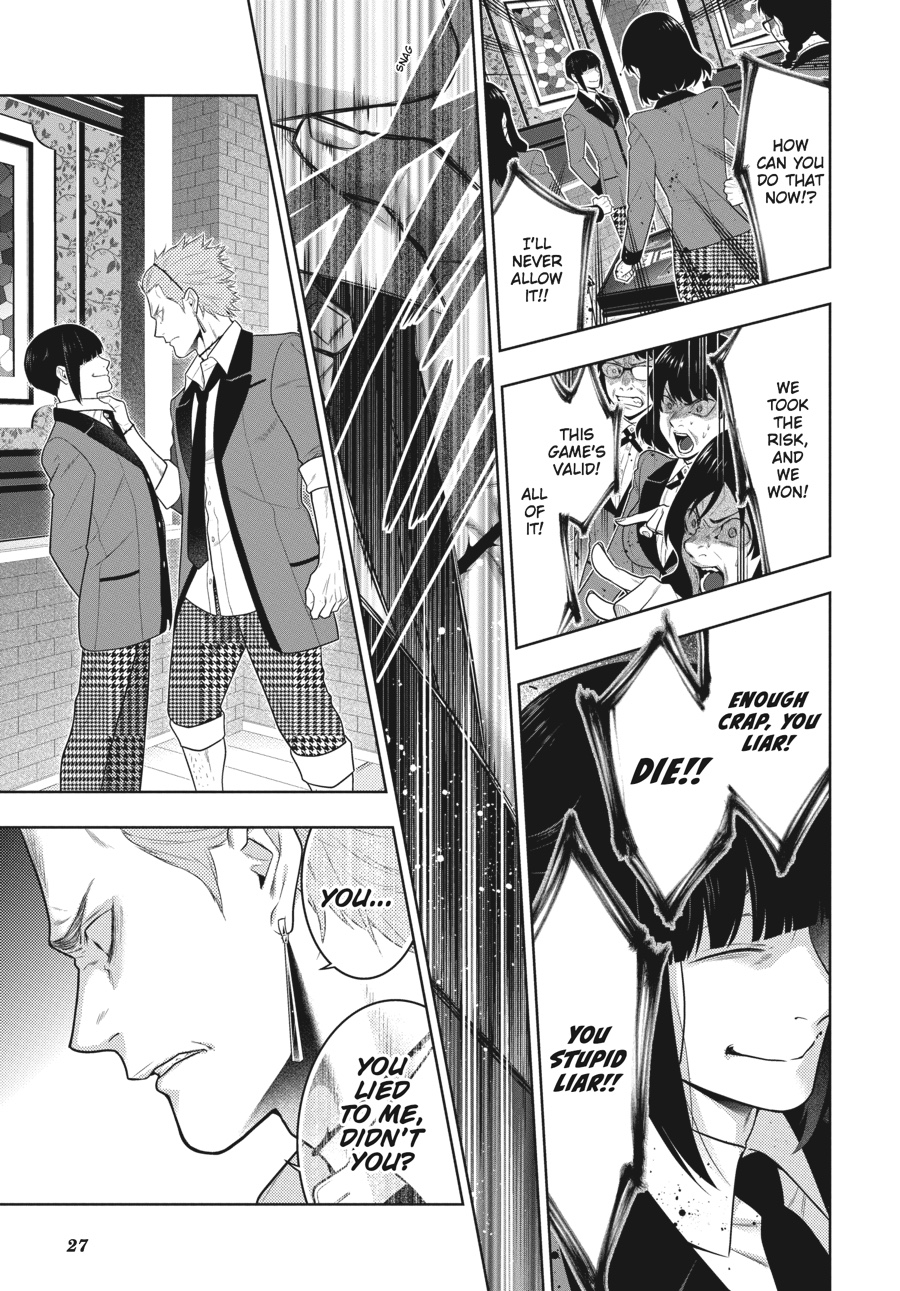 HOW
CAN YOU
DO THAT
NOW!?
I'LL
NEVER
ALLOW
IT!!
WE
TOOK
THE
RISK,
AND
WE
WON!
THIS
GAME'S
VALID!
ALL
OF
IT!
ENOUGH
CRAP, YOU
LIAR!
DIE!!
YOU
STUPID
LIAR!!
SNAG
YOU...
YOU
LIED
TO ME,
DIDN'T
YOU?
27